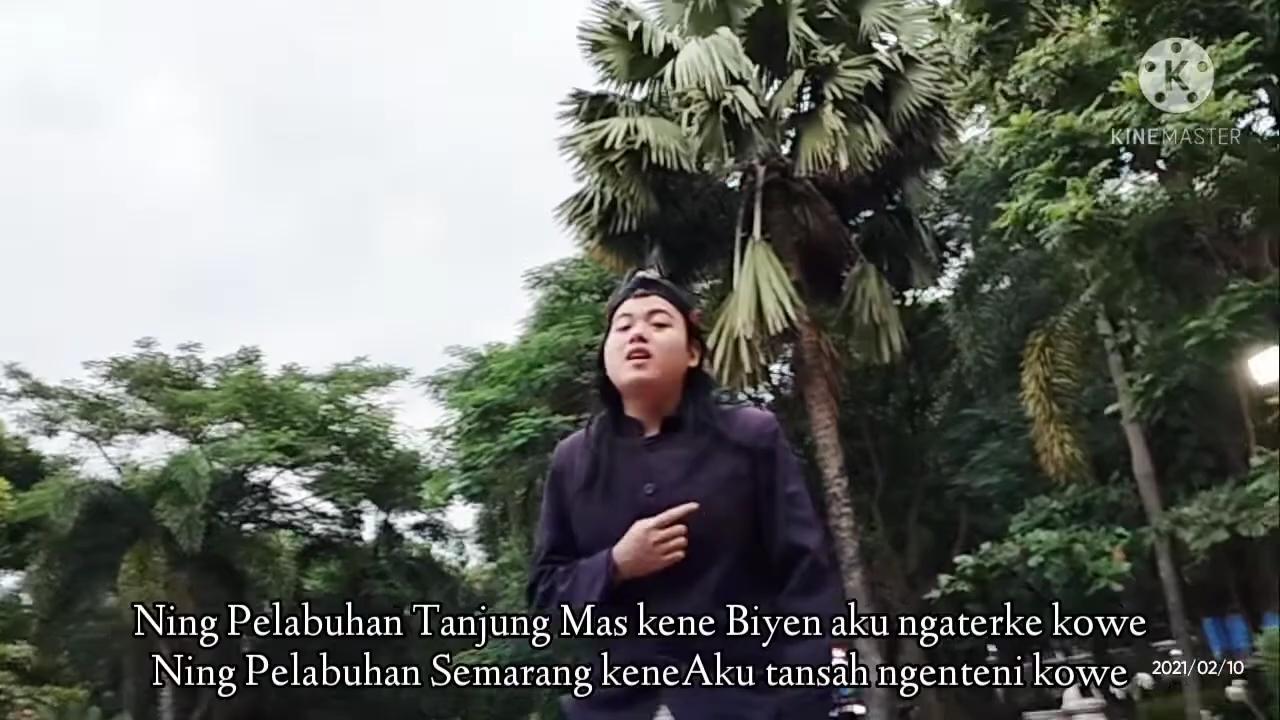 K
KINEMASTER
Ning Pelabuhan Tanjung Mas kene Biyen aku ngaterke kowe
Ning Pelabuhan Semarang keneAku tansah ngenteni kowe
2021/02/10